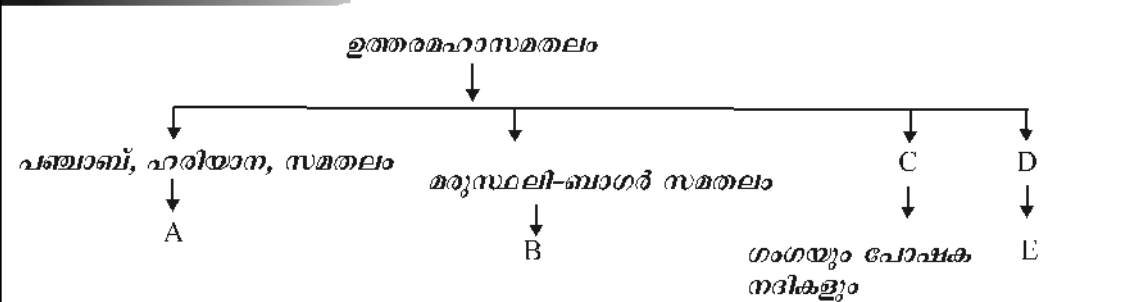 ഉത്തരമഹാസമതലം
പഞ്ചാബ്, ഹരിയാന, സമതലം
മരുസ്ഥലി-ബാഗർ സമതലം
C
D
A
B
ഗംഗയും പോഷക
നദികളും
E